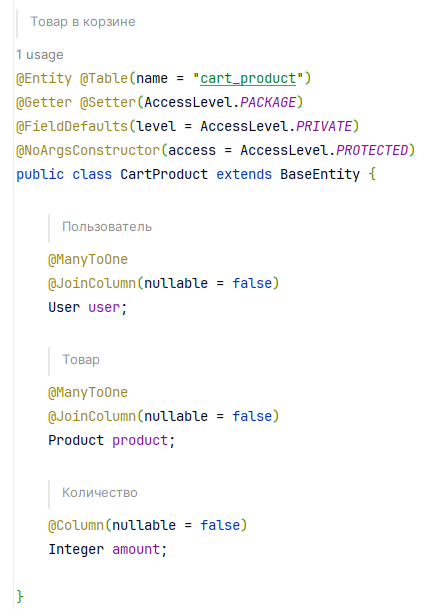 Товар в корзине
1 usage
@Entity @Table(name = "cart_product")
@Getter @Setter(AccessLevel.PACKAGE)
@FieldDefaults(level = AccessLevel.PRIVATE)
@NoArgsConstructor(access = AccessLevel.PROTECTED)
public class CartProduct extends BaseEntity {
Пользователь
@ManyToOne
@JoinColumn(nullable = false)
User user;
Товар
@ManyToOne
@JoinColumn(nullable = false)
Product product;
Количество
@Column(nullable = false)
Integer amount;
}